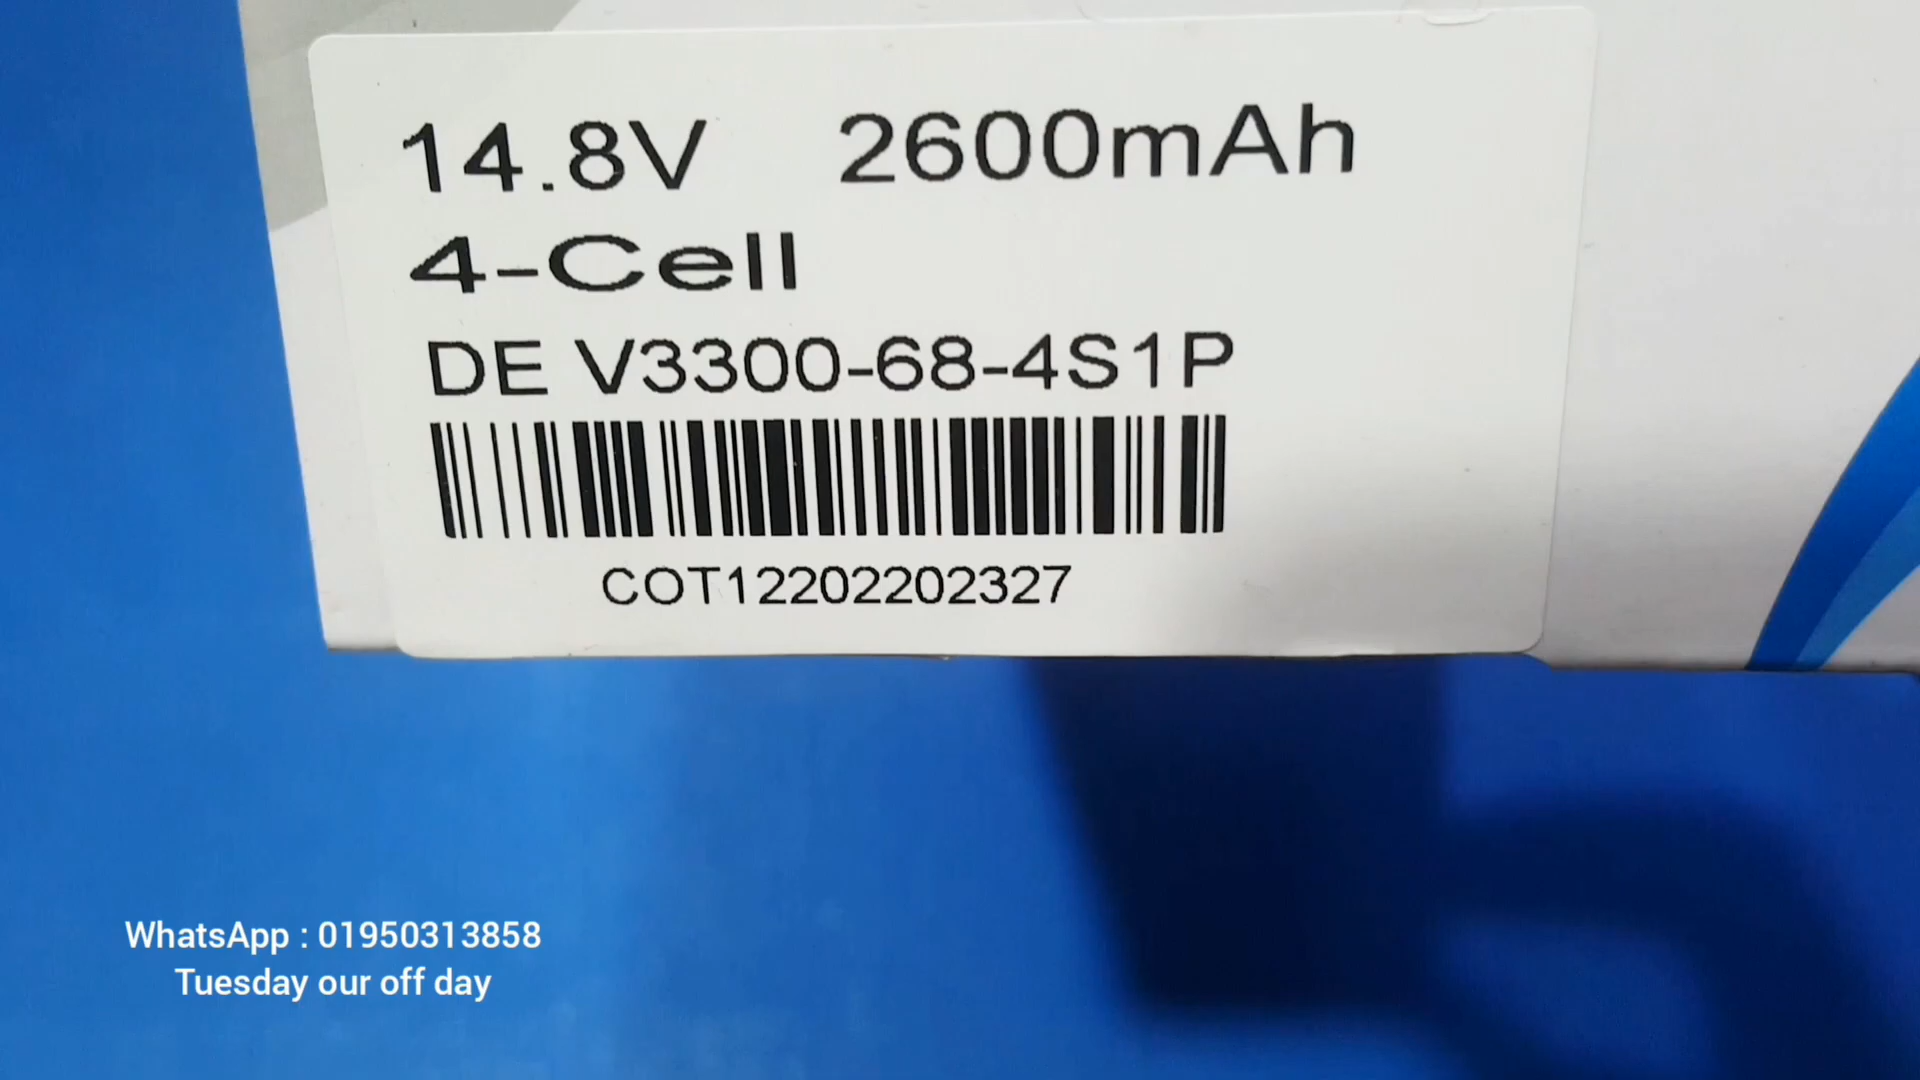 14.8V 2600mAh
4-Cell
DE V3300-68-4S1P
COT12202202327
WhatsApp : 01950313858
Tuesday our off day